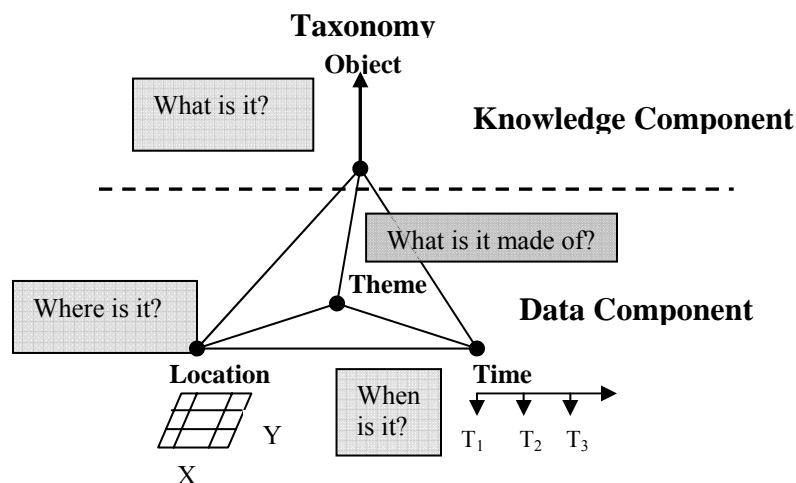 Taxonomy
Object
What is it?
Knowledge Component
What is it made of?
Theme
Where is it?
Data Component
Location
Time
When
is it?
Y
T1 T2 T3
X